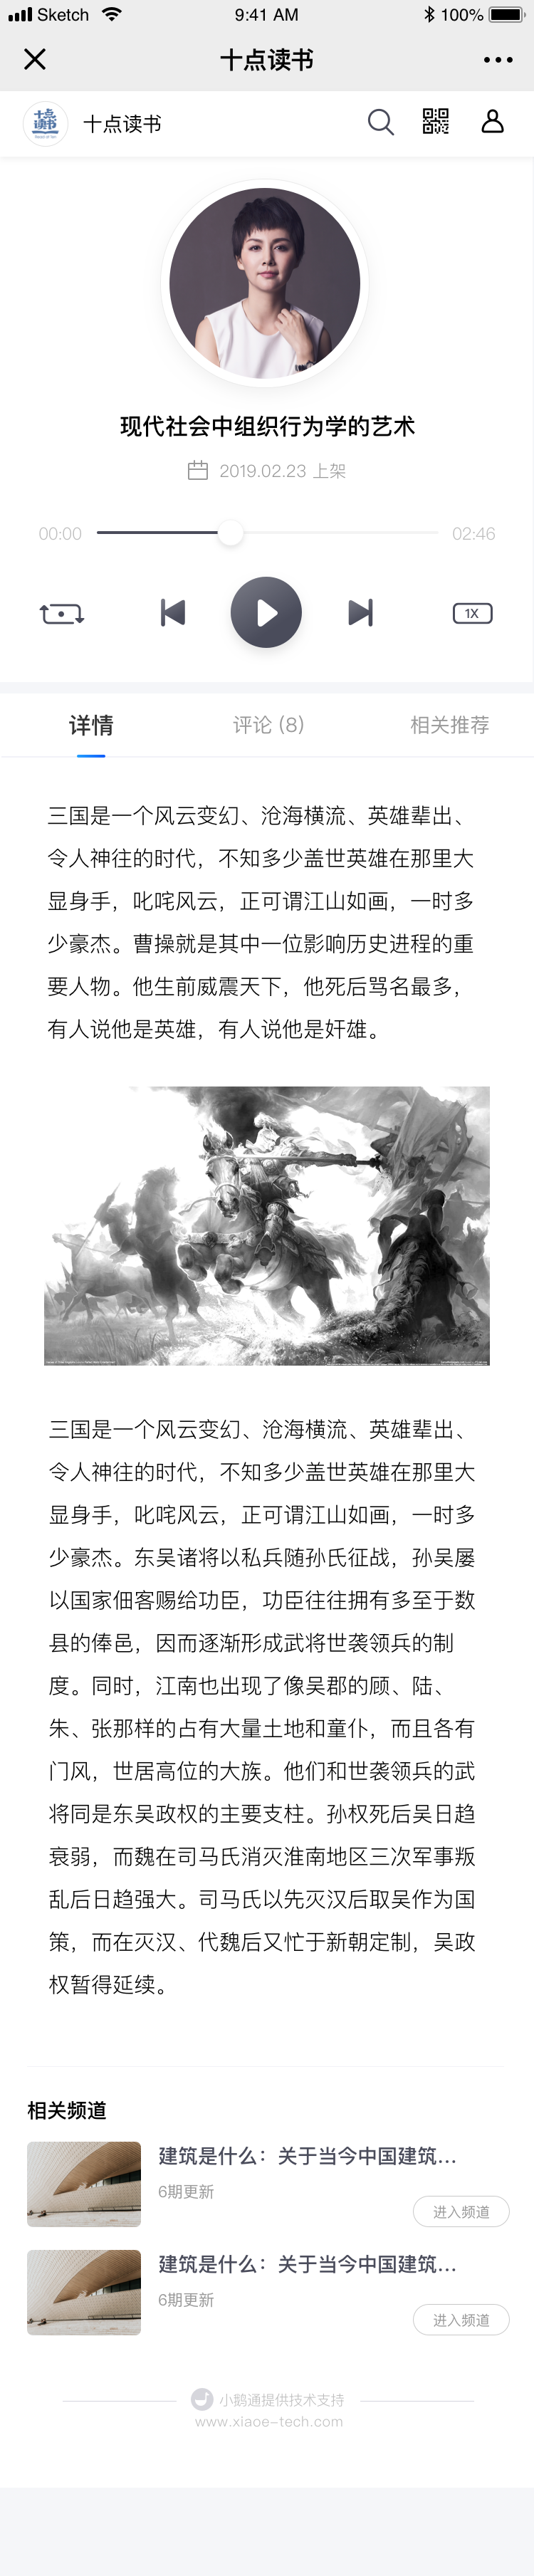 Sketch 9:41 AM 100%
十点读书
十点读书
现代社会中组织行为学的艺术
2019.02.23 上架
00:00 02:46
1X
详情 评论 (8) 相关推荐
三国是一个风云变幻、沧海横流、英雄辈出、
令人神往的时代，不知多少盖世英雄在那里大
显身手，叱咤风云，正可谓江山如画，一时多
少豪杰。曹操就是其中一位影响历史进程的重
要人物。他生前威震天下，他死后骂名最多，
有人说他是英雄，有人说他是奸雄。
三国是一个风云变幻、沧海横流、英雄辈出、
令人神往的时代，不知多少盖世英雄在那里大
显身手，叱咤风云，正可谓江山如画，一时多
少豪杰。东吴诸将以私兵随孙氏征战，孙吴屡
以国家佃客赐给功臣，功臣往往拥有多至于数
县的俸邑，因而逐渐形成武将世袭领兵的制
度。同时，江南也出现了像吴郡的顾、陆、
朱、张那样的占有大量土地和童仆，而且各有
门风，世居高位的大族。他们和世袭领兵的武
将同是东吴政权的主要支柱。孙权死后吴日趋
衰弱，而魏在司马氏消灭淮南地区三次军事叛
乱后日趋强大。司马氏以先灭汉后取吴作为国
策，而在灭汉、代魏后又忙于新朝定制，吴政
权暂得延续。
相关频道
建筑是什么：关于当今中国建筑...
6期更新
进入频道
建筑是什么：关于当今中国建筑...
6期更新
进入频道
小鹅通提供技术支持
www.xiaoe-tech.com